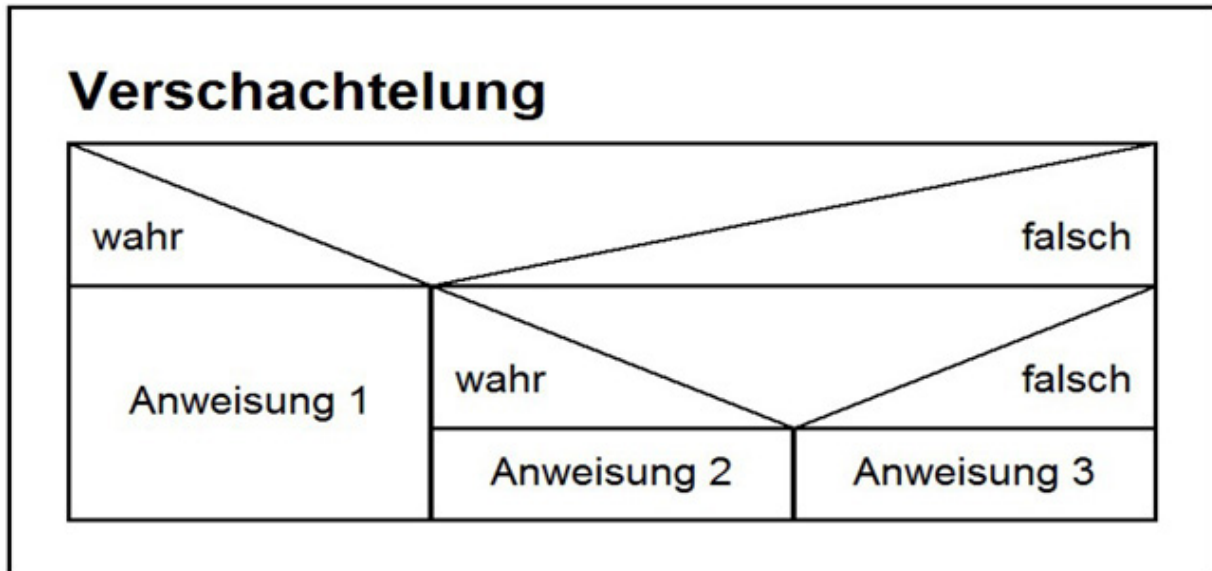 Verschachtelung
wahr
falsch
Anweisung 1
wahr
falsch
Anweisung 2
Anweisung 3